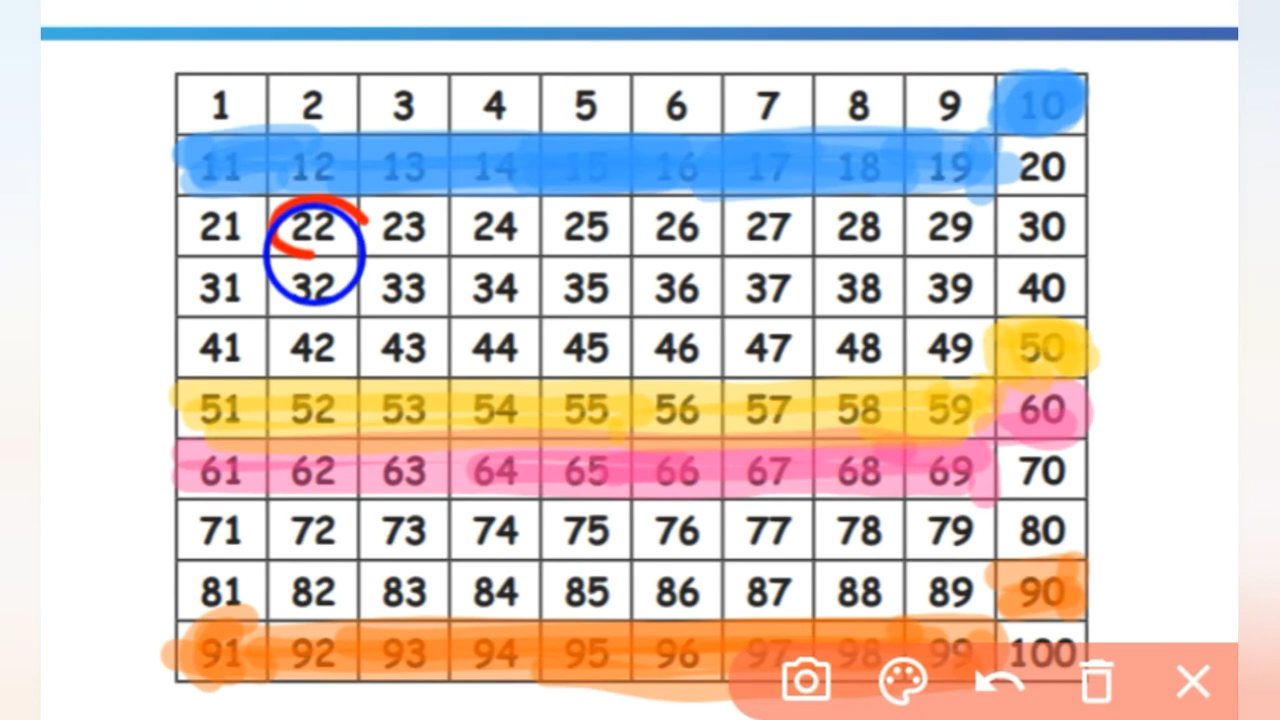 1 2 3 4 5 6 7 8 9 10
11 12 13 14 15 16 17 18 19 20
21 22 23 24 25 26 27 28 29 30
31 32 33 34 35 36 37 38 39 40
41 42 43 44 45 46 47 48 49 50
51 52 53 54 55 56 57 58 59 60
61 62 63 64 65 66 67 68 69 70
71 72 73 74 75 76 77 78 79 80
81 82 83 84 85 86 87 88 89 90
91 92 93 94 95 96 97 98 99 100